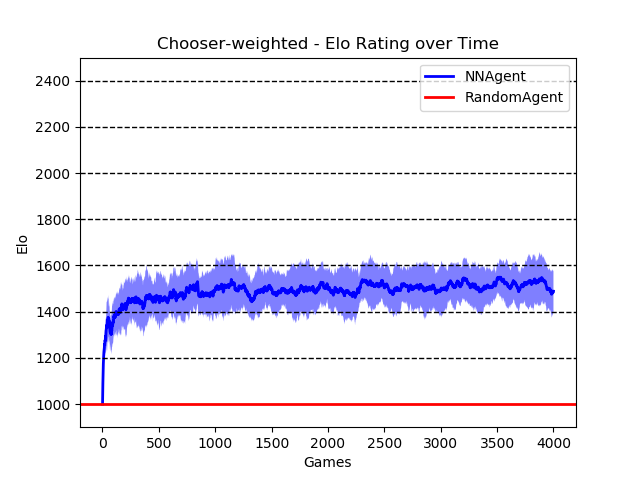 Chooser-weighted - Elo Rating over Time
NNAgent
RandomAgent
2400
2200
2000
1800
1600
1400
1200
1000
Elo
0 500 1000 1500 2000 2500 3000 3500 4000
Games